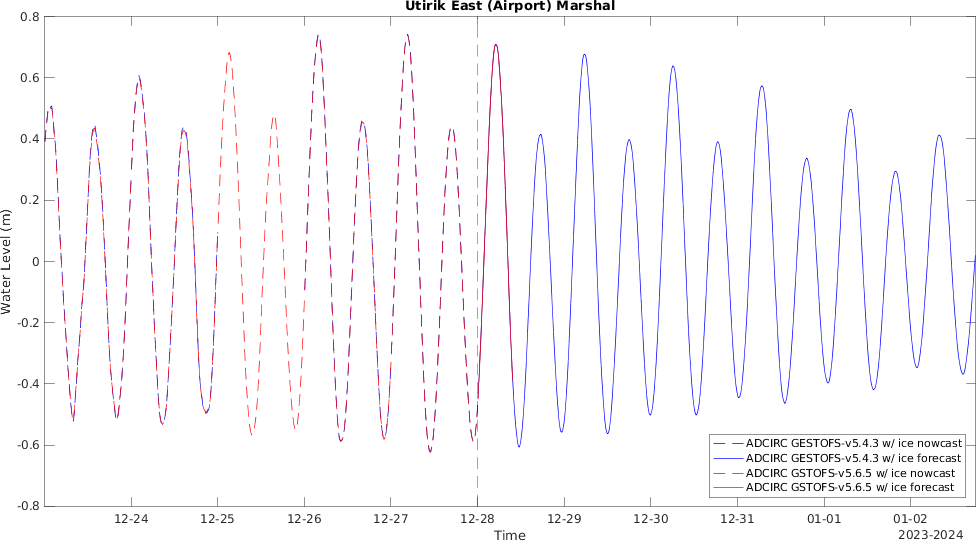 Utirik East (Airport) Marshal
Water Level (m)
0.8
0.6
0.4
0.2
0
-0.2
-0.4
-0.6
-0.8
ADCIRC GESTOFS-v5.4.3 w/ ice nowcast
ADCIRC GESTOFS-v5.4.3 w/ ice forecast
ADCIRC GSTOFS-v5.6.5 w/ ice nowcast
ADCIRC GSTOFS-v5.6.5 w/ ice forecast
12-24 12-25 12-26 12-27 12-28 12-29 12-30 12-31 01-01 01-02
Time
2023-2024